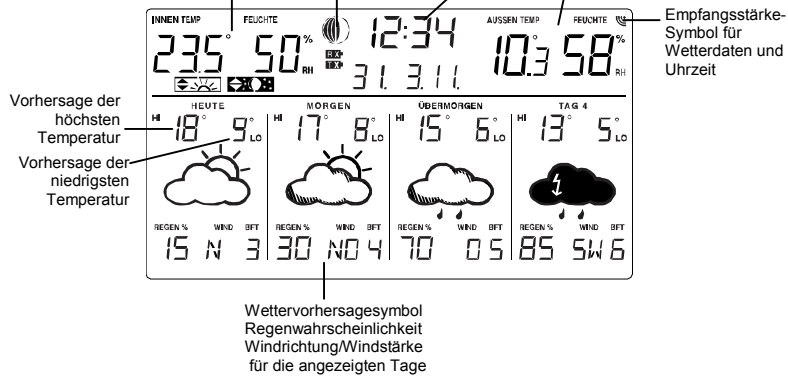 INNEN TEMP FEUCHTE 12:34 AUSSEN TEMP FEUCHTE
23.5° 50% RH RX TX 31. 3.11. 10.3° 58% RH
Empfangsstärke-
Symbol für
Wetterdaten und
Uhrzeit
HEUTE MORGEN ÜBERMORGEN TAG 4
Vorhersage der
höchsten
Temperatur
HI 18° 9° LO HI 17° 8° LO HI 15° 6° LO HI 13° 5° LO
Vorhersage der
niedrigsten
Temperatur
REGEN % WIND BFT REGEN % WIND BFT REGEN % WIND BFT REGEN % WIND BFT
15 N 3 30 NO 4 70 O 5 85 SW 6
Wettervorhersagesymbol
Regenwahrscheinlichkeit
Windrichtung/Windstärke
für die angezeigten Tage